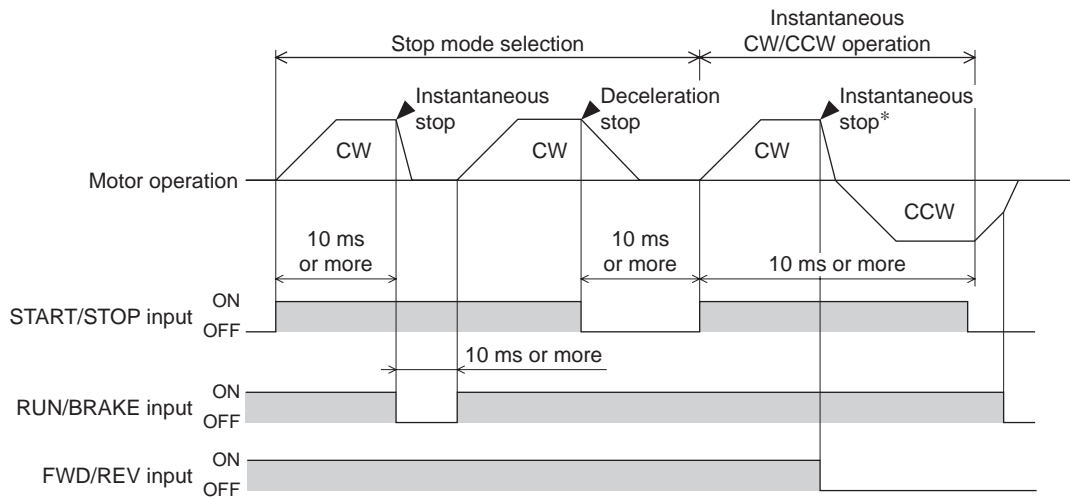 Instantaneous
CW/CCW operation
Stop mode selection
Instantaneous
stop
Deceleration
stop
Instantaneous
stop*
CW
CW
CW
Motor operation
CCW
10 ms
or more
10 ms
or more
10 ms or more
START/STOP input
ON
OFF
10 ms or more
RUN/BRAKE input
ON
OFF
FWD/REV input
ON
OFF